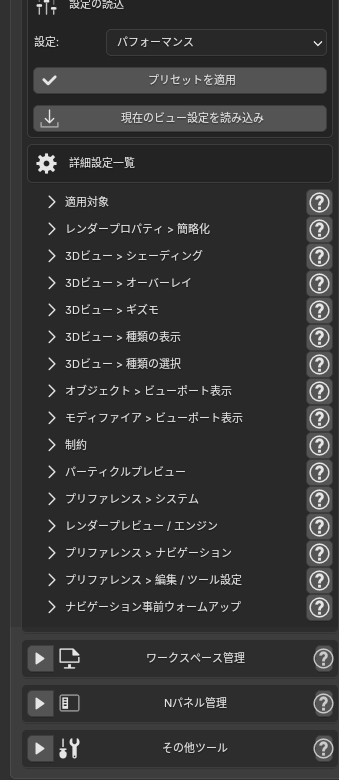 設定の読込
設定:
パフォーマンス
プリセットを適用
現在のビュー設定を読み込み
詳細設定一覧
適用対象
レンダープロパティ > 簡略化
3Dビュー > シェーディング
3Dビュー > オーバーレイ
3Dビュー > ギズモ
3Dビュー > 種類の表示
3Dビュー > 種類の選択
オブジェクト > ビューポート表示
モディファイア > ビューポート表示
制約
パーティクルプレビュー
プリファレンス > システム
レンダープレビュー / エンジン
プリファレンス > ナビゲーション
プリファレンス > 編集 / ツール設定
ナビゲーション事前ウォームアップ
ワークスペース管理
Nパネル管理
その他ツール